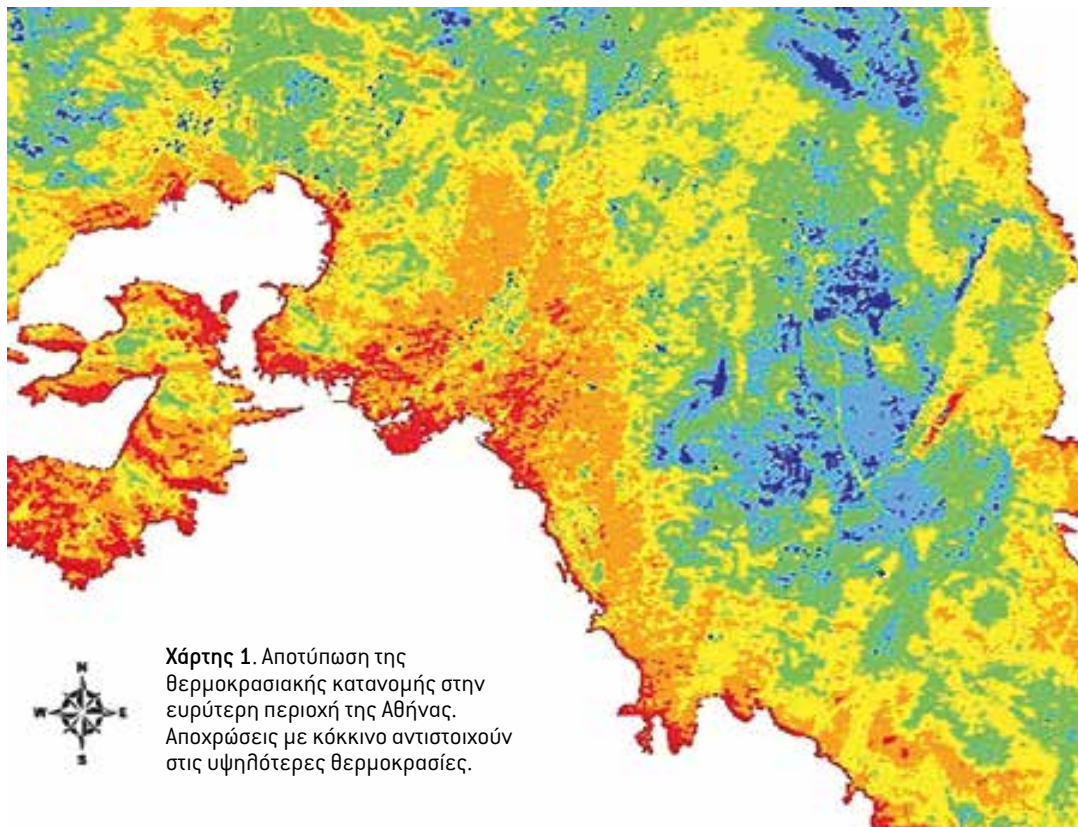 N
W E
S
Χάρτης 1. Αποτύπωση της
θερμοκρασιακής κατανομής στην
ευρύτερη περιοχή της Αθήνας.
Αποχρώσεις με κόκκινο αντιστοιχούν
στις υψηλότερες θερμοκρασίες.